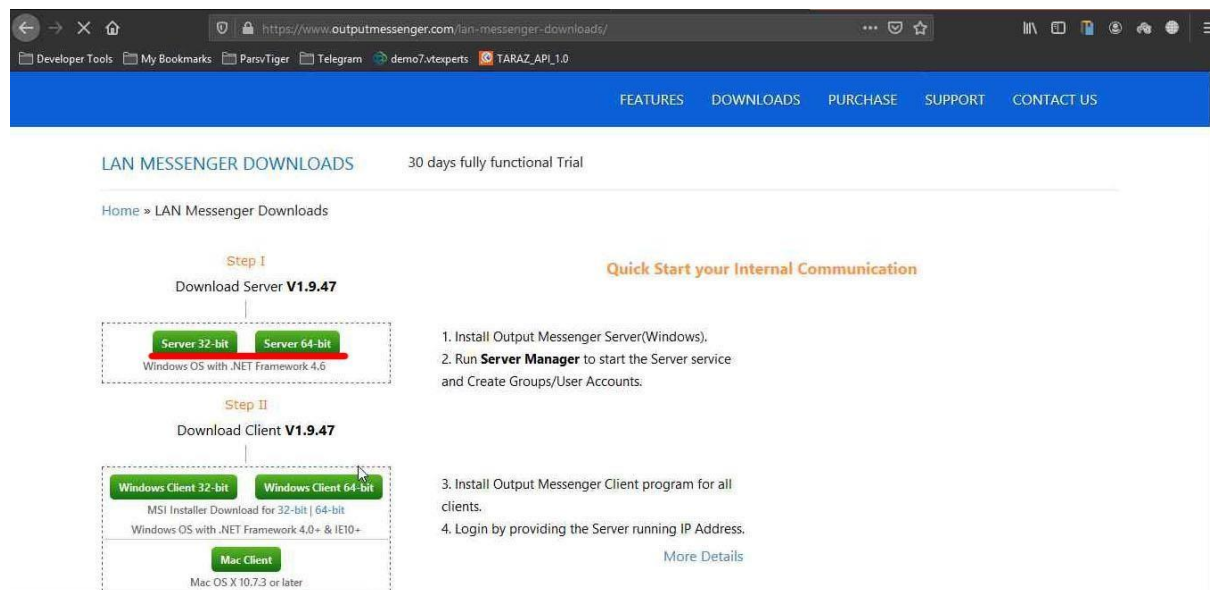 https://www.outputmessenger.com/lan-messenger-downloads/
Developer Tools My Bookmarks ParsvTiger Telegram demo7.vtexperts TARAZ_API_1.0
FEATURES DOWNLOADS PURCHASE SUPPORT CONTACT US
LAN MESSENGER DOWNLOADS 30 days fully functional Trial
Home » LAN Messenger Downloads
Step I
Download Server V1.9.47
Server 32-bit Server 64-bit
Windows OS with .NET Framework 4.6
Quick Start your Internal Communication
1. Install Output Messenger Server(Windows).
2. Run Server Manager to start the Server service
and Create Groups/User Accounts.
Step II
Download Client V1.9.47
Windows Client 32-bit Windows Client 64-bit
MSI Installer Download for 32-bit | 64-bit
Windows OS with .NET Framework 4.0+ & IE10+
Mac Client
Mac OS X 10.7.3 or later
3. Install Output Messenger Client program for all
clients.
4. Login by providing the Server running IP Address.
More Details